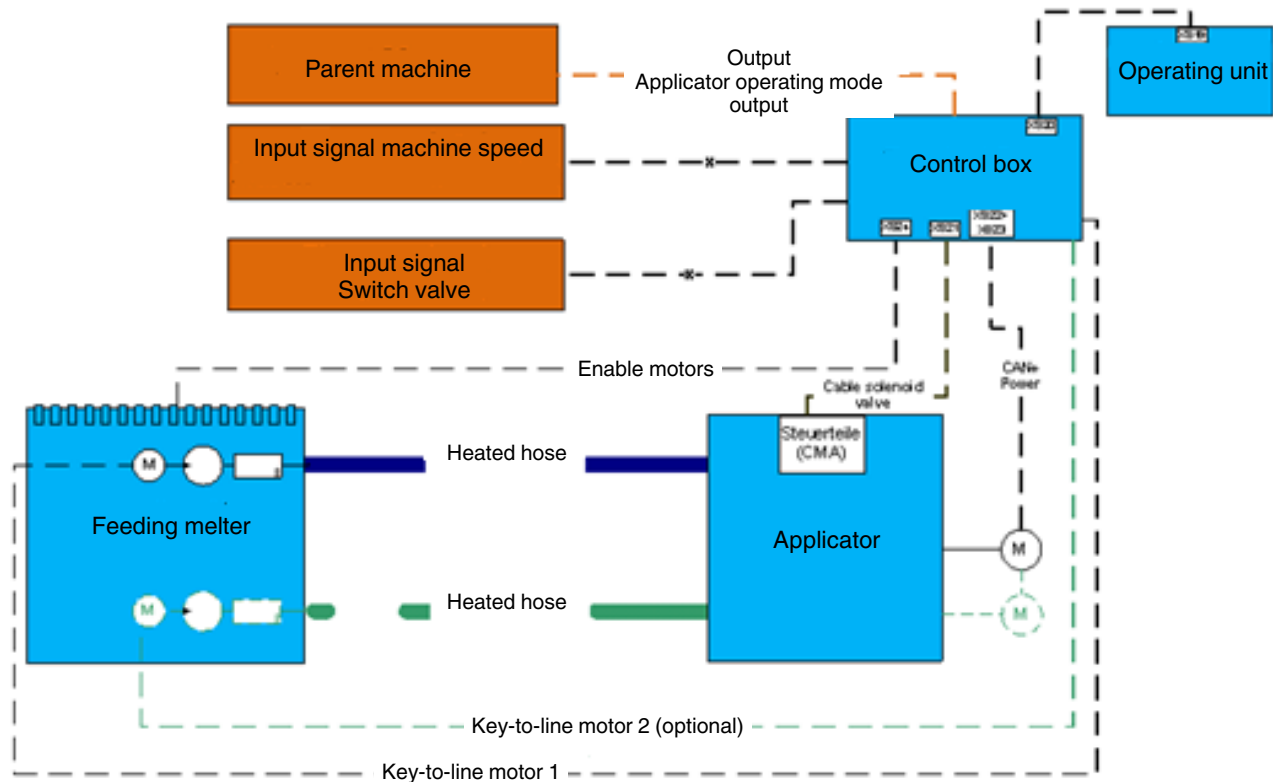 Parent machine
Output
Applicator operating mode
output
Operating unit
Input signal machine speed
Control box
Input signal
Switch valve
Enable motors
CAN+
Power
Cable solenoid
valve
Steuerteile
(CMA)
Heated hose
M
Feeding melter
Applicator
M
Heated hose
M
M
Key-to-line motor 2 (optional)
Key-to-line motor 1